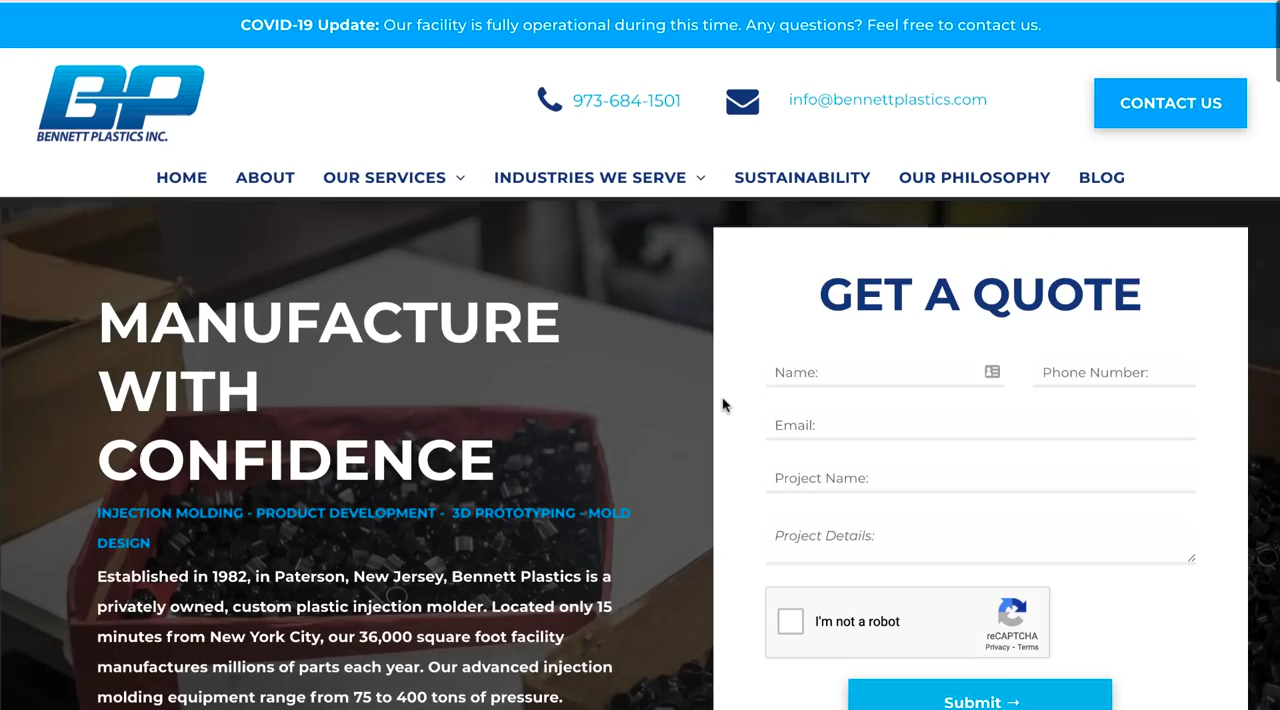 COVID-19 Update: Our facility is fully operational during this time. Any questions? Feel free to contact us.
BP
BENNETT PLASTICS INC.
973-684-1501
info@bennettplastics.com
CONTACT US
HOME ABOUT OUR SERVICES INDUSTRIES WE SERVE SUSTAINABILITY OUR PHILOSOPHY BLOG
MANUFACTURE
WITH
CONFIDENCE
INJECTION MOLDING - PRODUCT DEVELOPMENT - 3D PROTOTYPING - MOLD
DESIGN
Established in 1982, in Paterson, New Jersey, Bennett Plastics is a
privately owned, custom plastic injection molder. Located only 15
minutes from New York City, our 36,000 square foot facility
manufactures millions of parts each year. Our advanced injection
molding equipment range from 75 to 400 tons of pressure.
GET A QUOTE
Name:
Phone Number:
Email:
Project Name:
Project Details:
I'm not a robot
reCAPTCHA
Privacy - Terms
Submit →